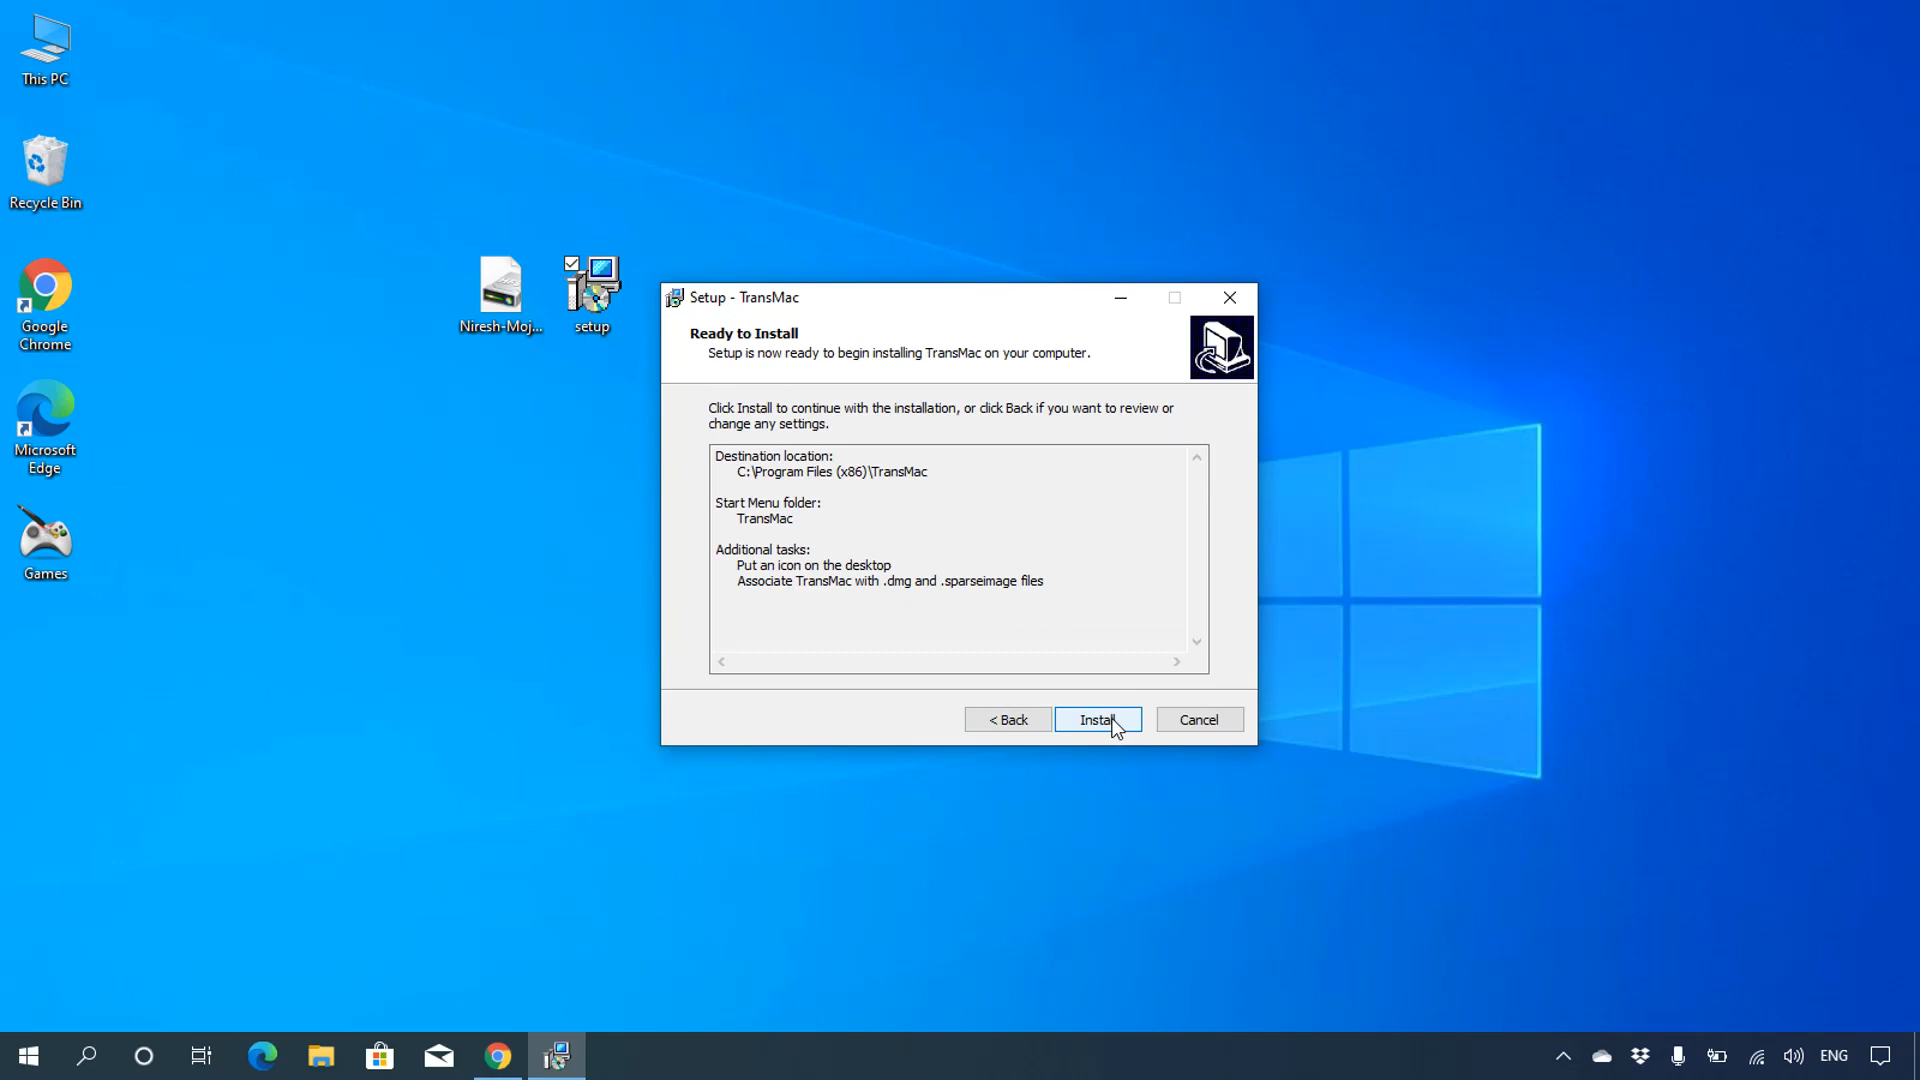 This PC
Recycle Bin
Google
Chrome
Microsoft
Edge
Games
Niresh-Moj...
setup
Setup - TransMac
Ready to Install
Setup is now ready to begin installing TransMac on your computer.
Click Install to continue with the installation, or click Back if you want to review or
change any settings.
Destination location:
C:\Program Files (x86)\TransMac
Start Menu folder:
TransMac
Additional tasks:
Put an icon on the desktop
Associate TransMac with .dmg and .sparseimage files
< Back
Install
Cancel
ENG